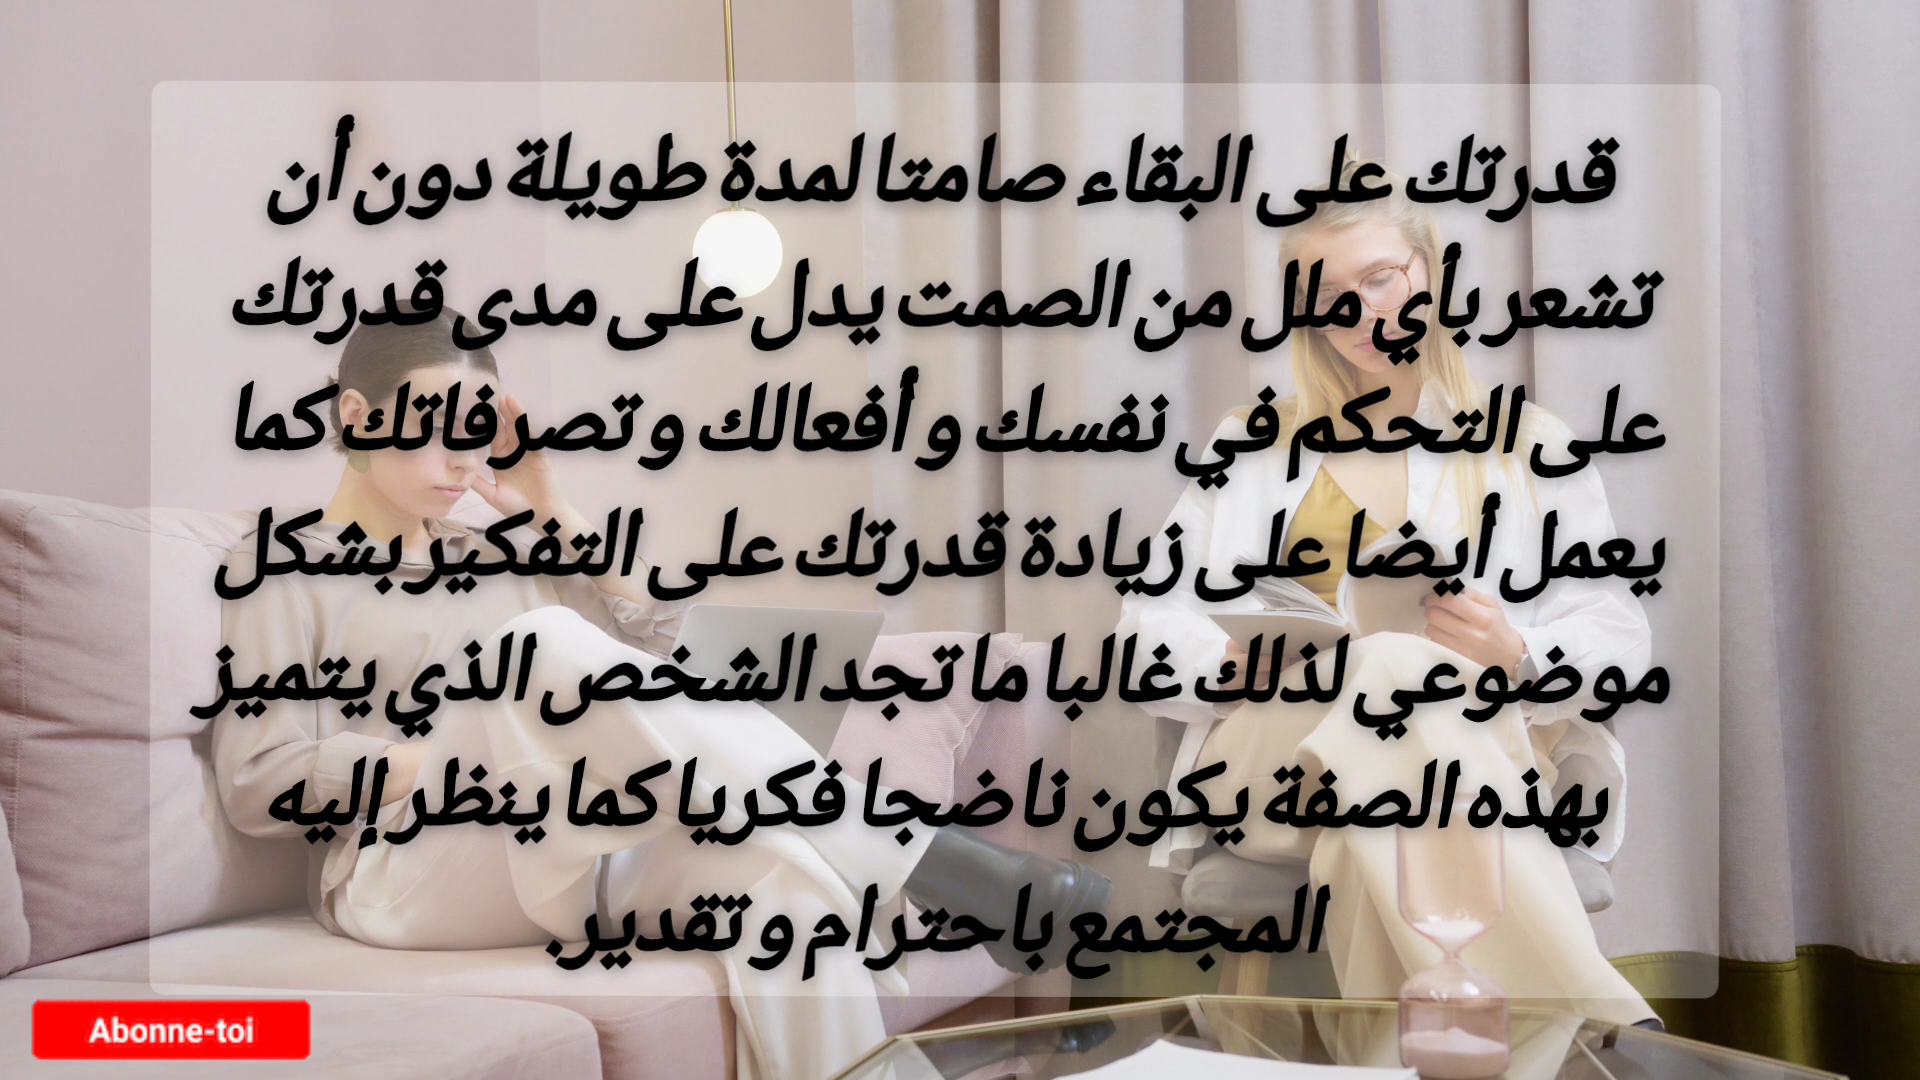 قدرتك على البقاء صامتا لمدة طويلة دون أن
تشعر بأي ملل من الصمت يدل على مدى قدرتك
على التحكم في نفسك و أفعالك و تصرفاتك كما
يعمل أيضا على زيادة قدرتك على التفكير بشكل
موضوعي لذلك غالبا ما تجد الشخص الذي يتميز
بهذه الصفة يكون ناضجا فكريا كما ينظر إليه
المجتمع باحترام و تقدير.
Abonne-toi